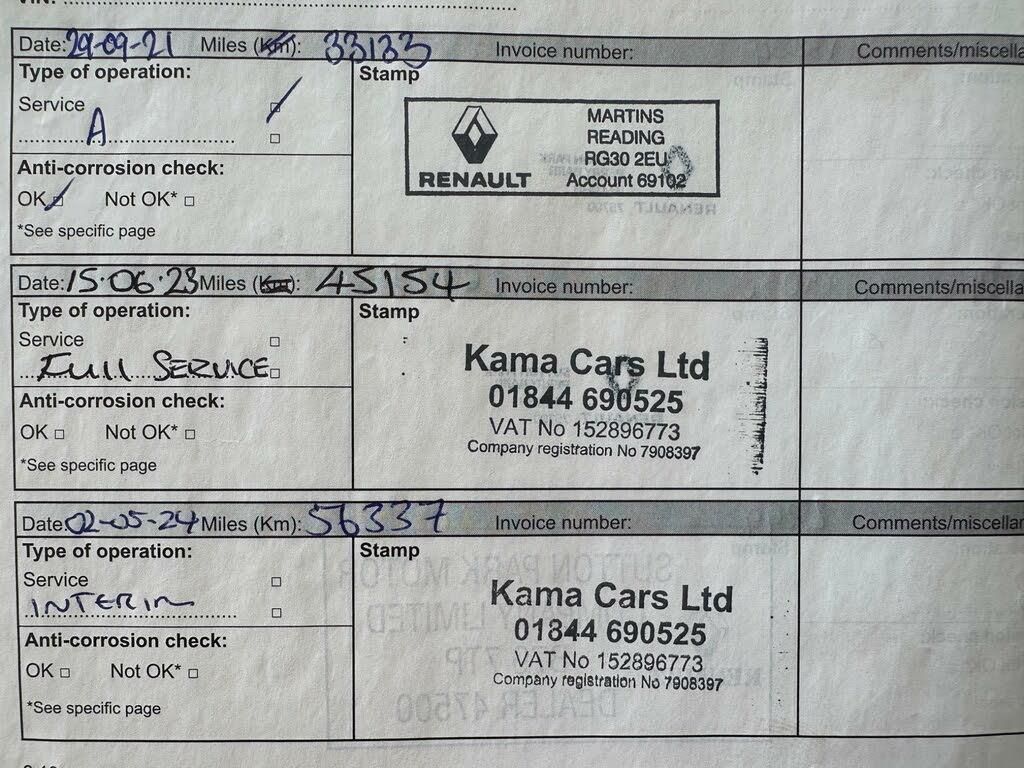 Date: 29-09-21 Miles (Km): 33133 Invoice number: Comments/miscella
Type of operation: Stamp
Service
A
MARTINS
READING
RG30 2EU
RENAULT Account 69102
Anti-corrosion check:
OK Not OK*
*See specific page
Date: 15·06·23 Miles (Km): 45154 Invoice number: Comments/miscella
Type of operation: Stamp
Service
Full SERVICE
Kama Cars Ltd
01844 690525
VAT No 152896773
Company registration No 7908397
Anti-corrosion check:
OK Not OK*
*See specific page
Date: 02-05-24 Miles (Km): 56337 Invoice number: Comments/miscellan
Type of operation: Stamp
Service
INTERIM
Kama Cars Ltd
01844 690525
VAT No 152896773
Company registration No 7908397
Anti-corrosion check:
OK Not OK*
*See specific page